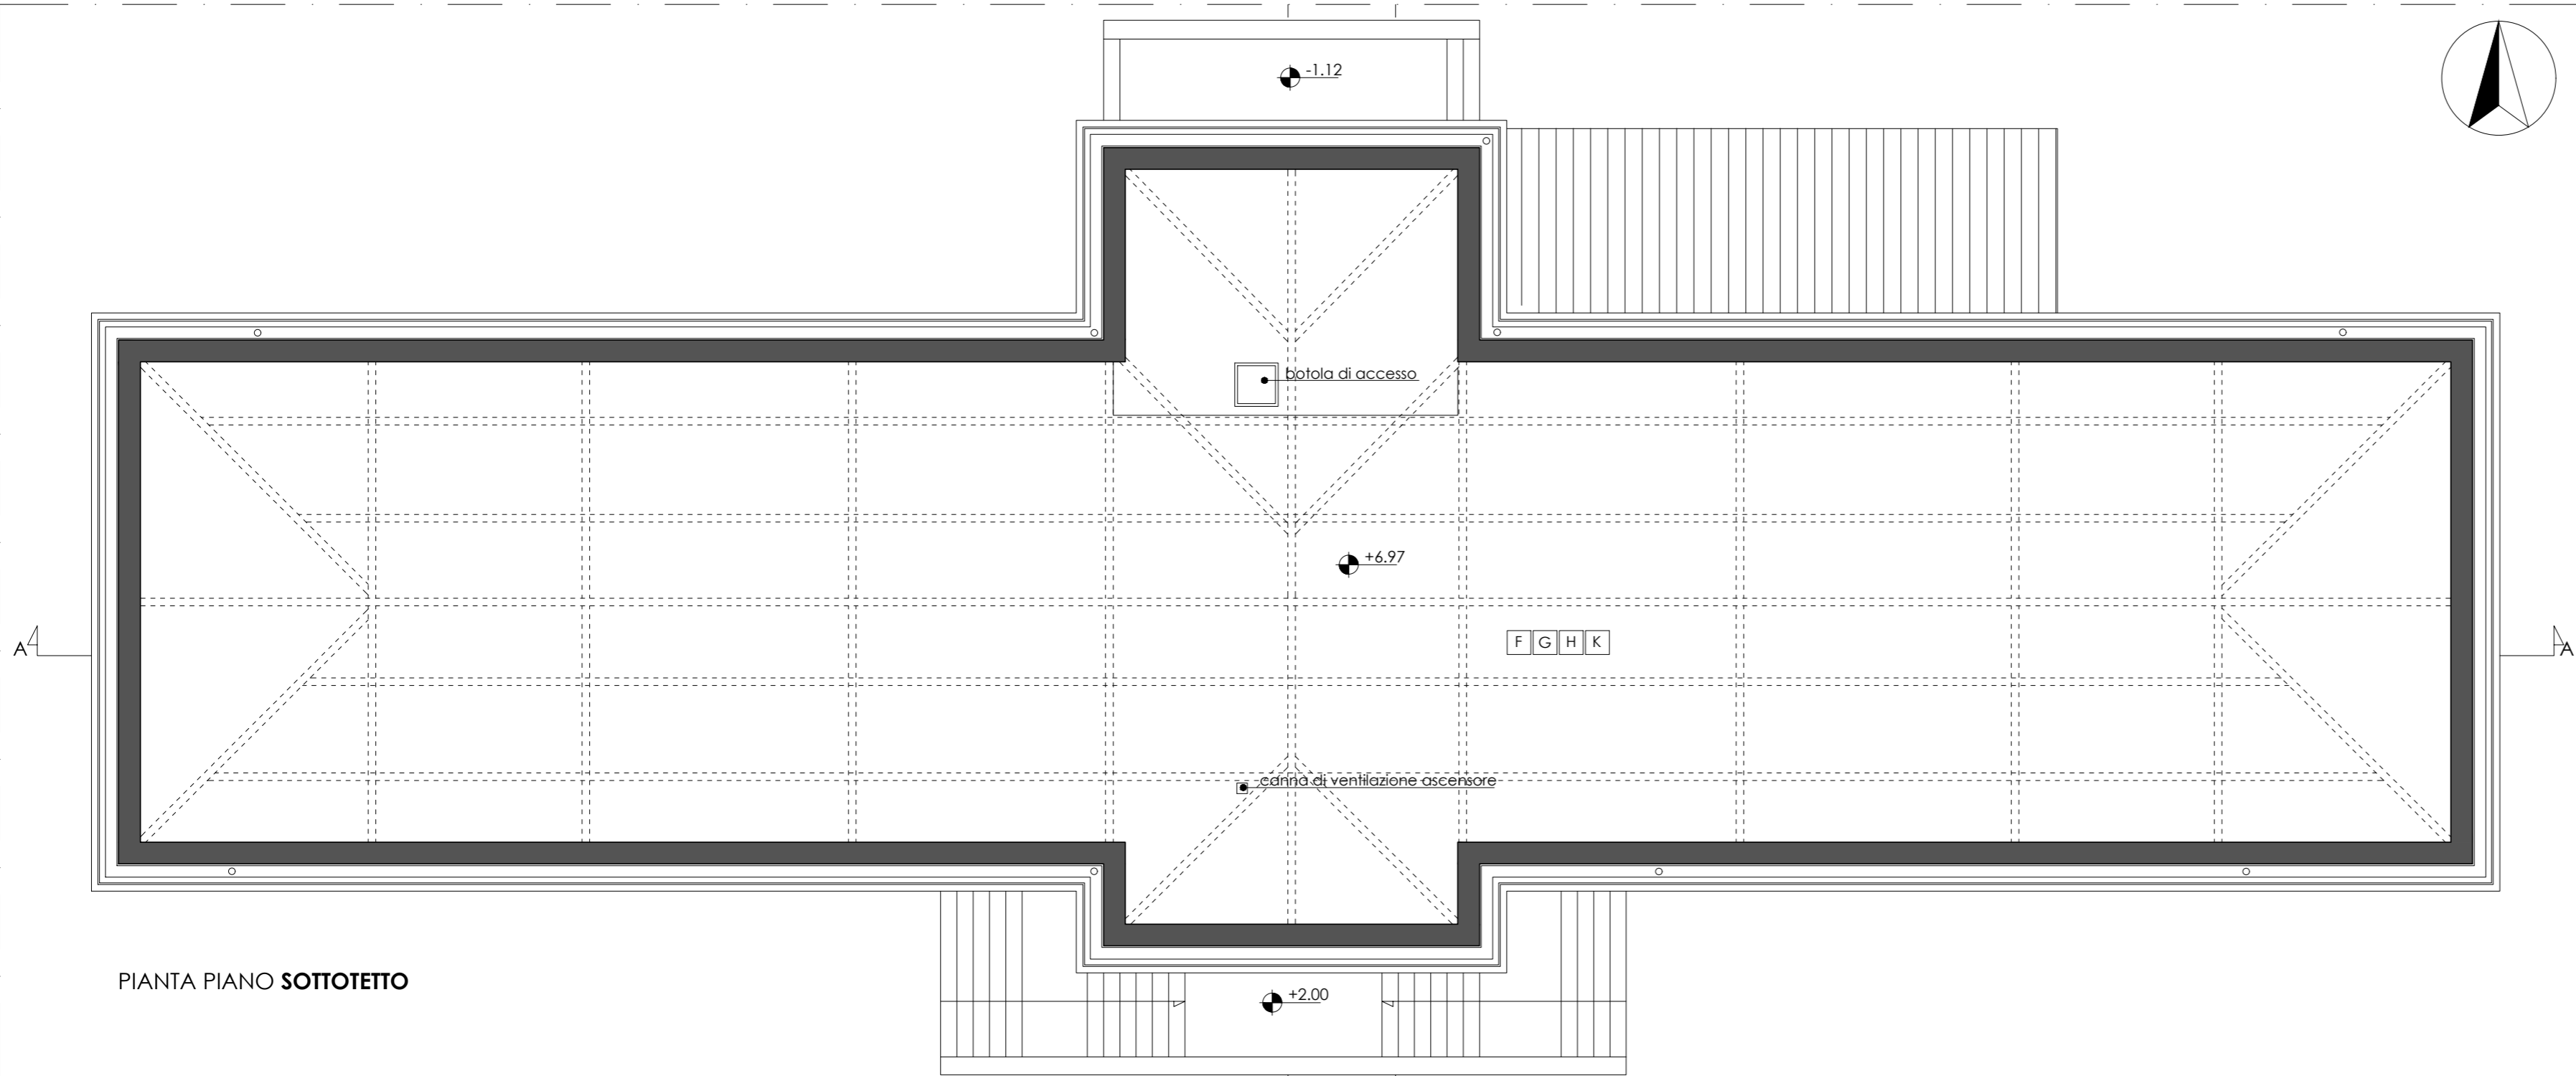 -1.12
botola di accesso
+6.97
F G H K
A A
canna di ventilazione ascensore
PIANTA PIANO SOTTOTETTO
+2.00